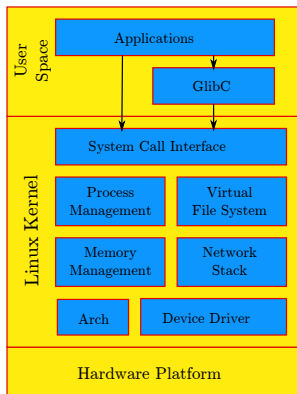 User
Space
Applications
GlibC
Linux Kernel
System Call Interface
Process
Management
Virtual
File System
Memory
Management
Network
Stack
Arch
Device Driver
Hardware Platform